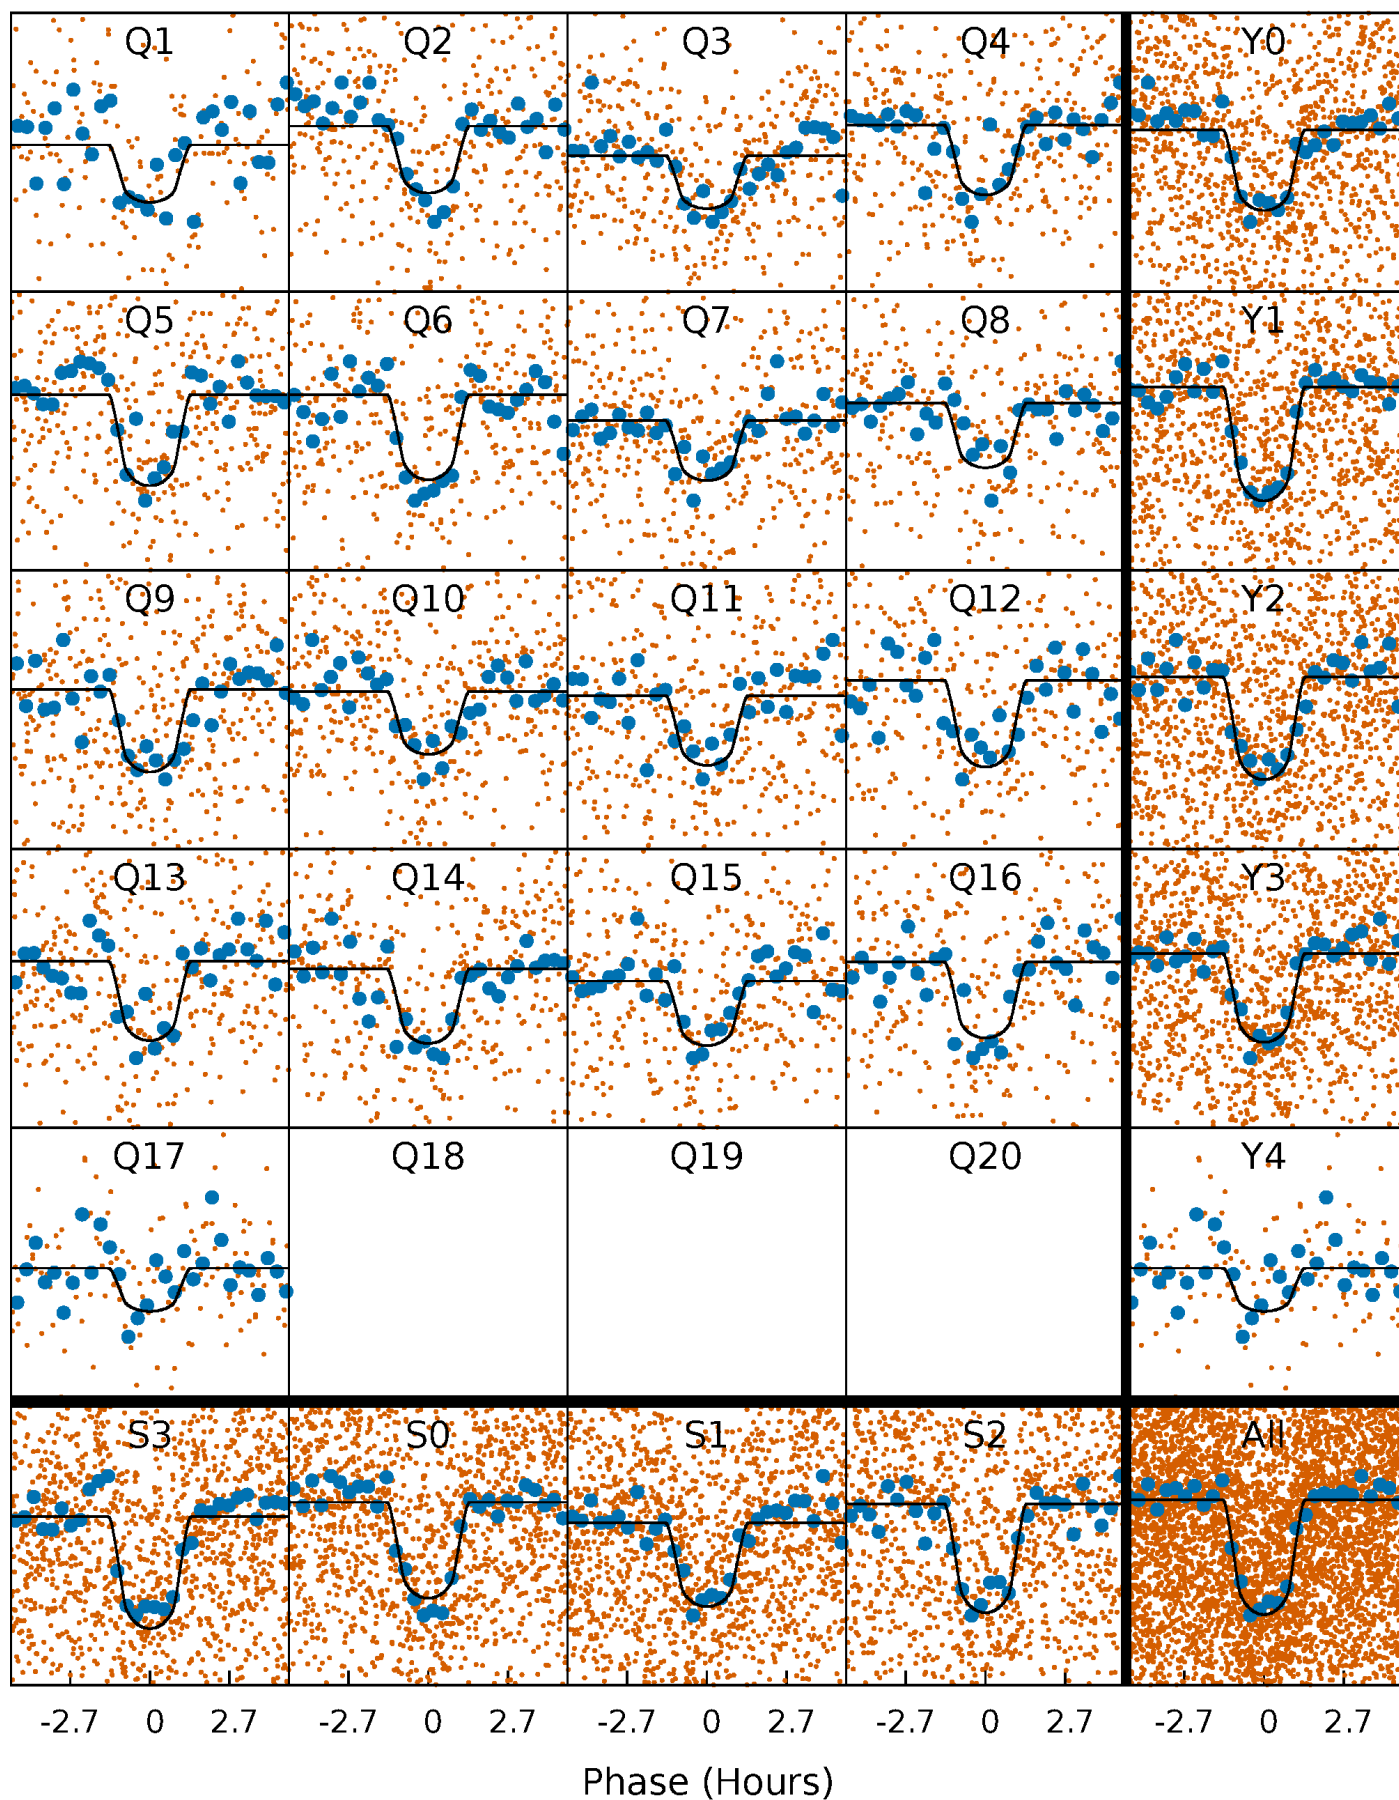 Q1 Q2 Q3 Q4 Y0
Q5 Q6 Q7 Q8 Y1
Q9 Q10 Q11 Q12 Y2
Q13 Q14 Q15 Q16 Y3
Q17 Q18 Q19 Q20 Y4
S3 S0 S1 S2 All
-2.7 0 2.7 -2.7 0 2.7 -2.7 0 2.7 -2.7 0 2.7 -2.7 0 2.7
Phase (Hours)